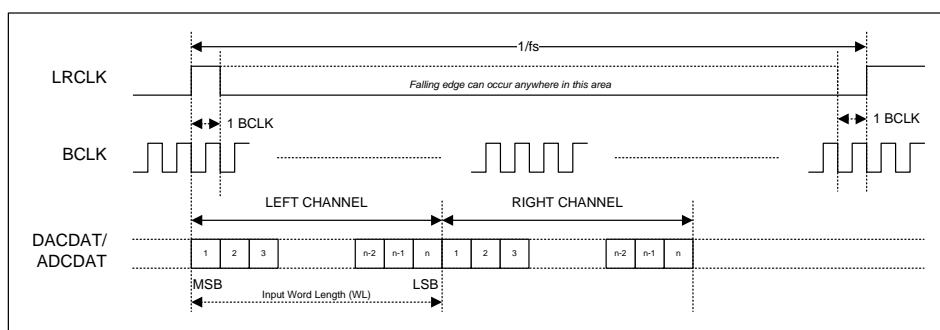 1/fs
LRCLK
Falling edge can occur anywhere in this area
1 BCLK
1 BCLK
BCLK
LEFT CHANNEL
RIGHT CHANNEL
DACDAT/
ADCDAT
1 2 3 n-2 n-1 n 1 2 3 n-2 n-1 n
MSB
LSB
Input Word Length (WL)